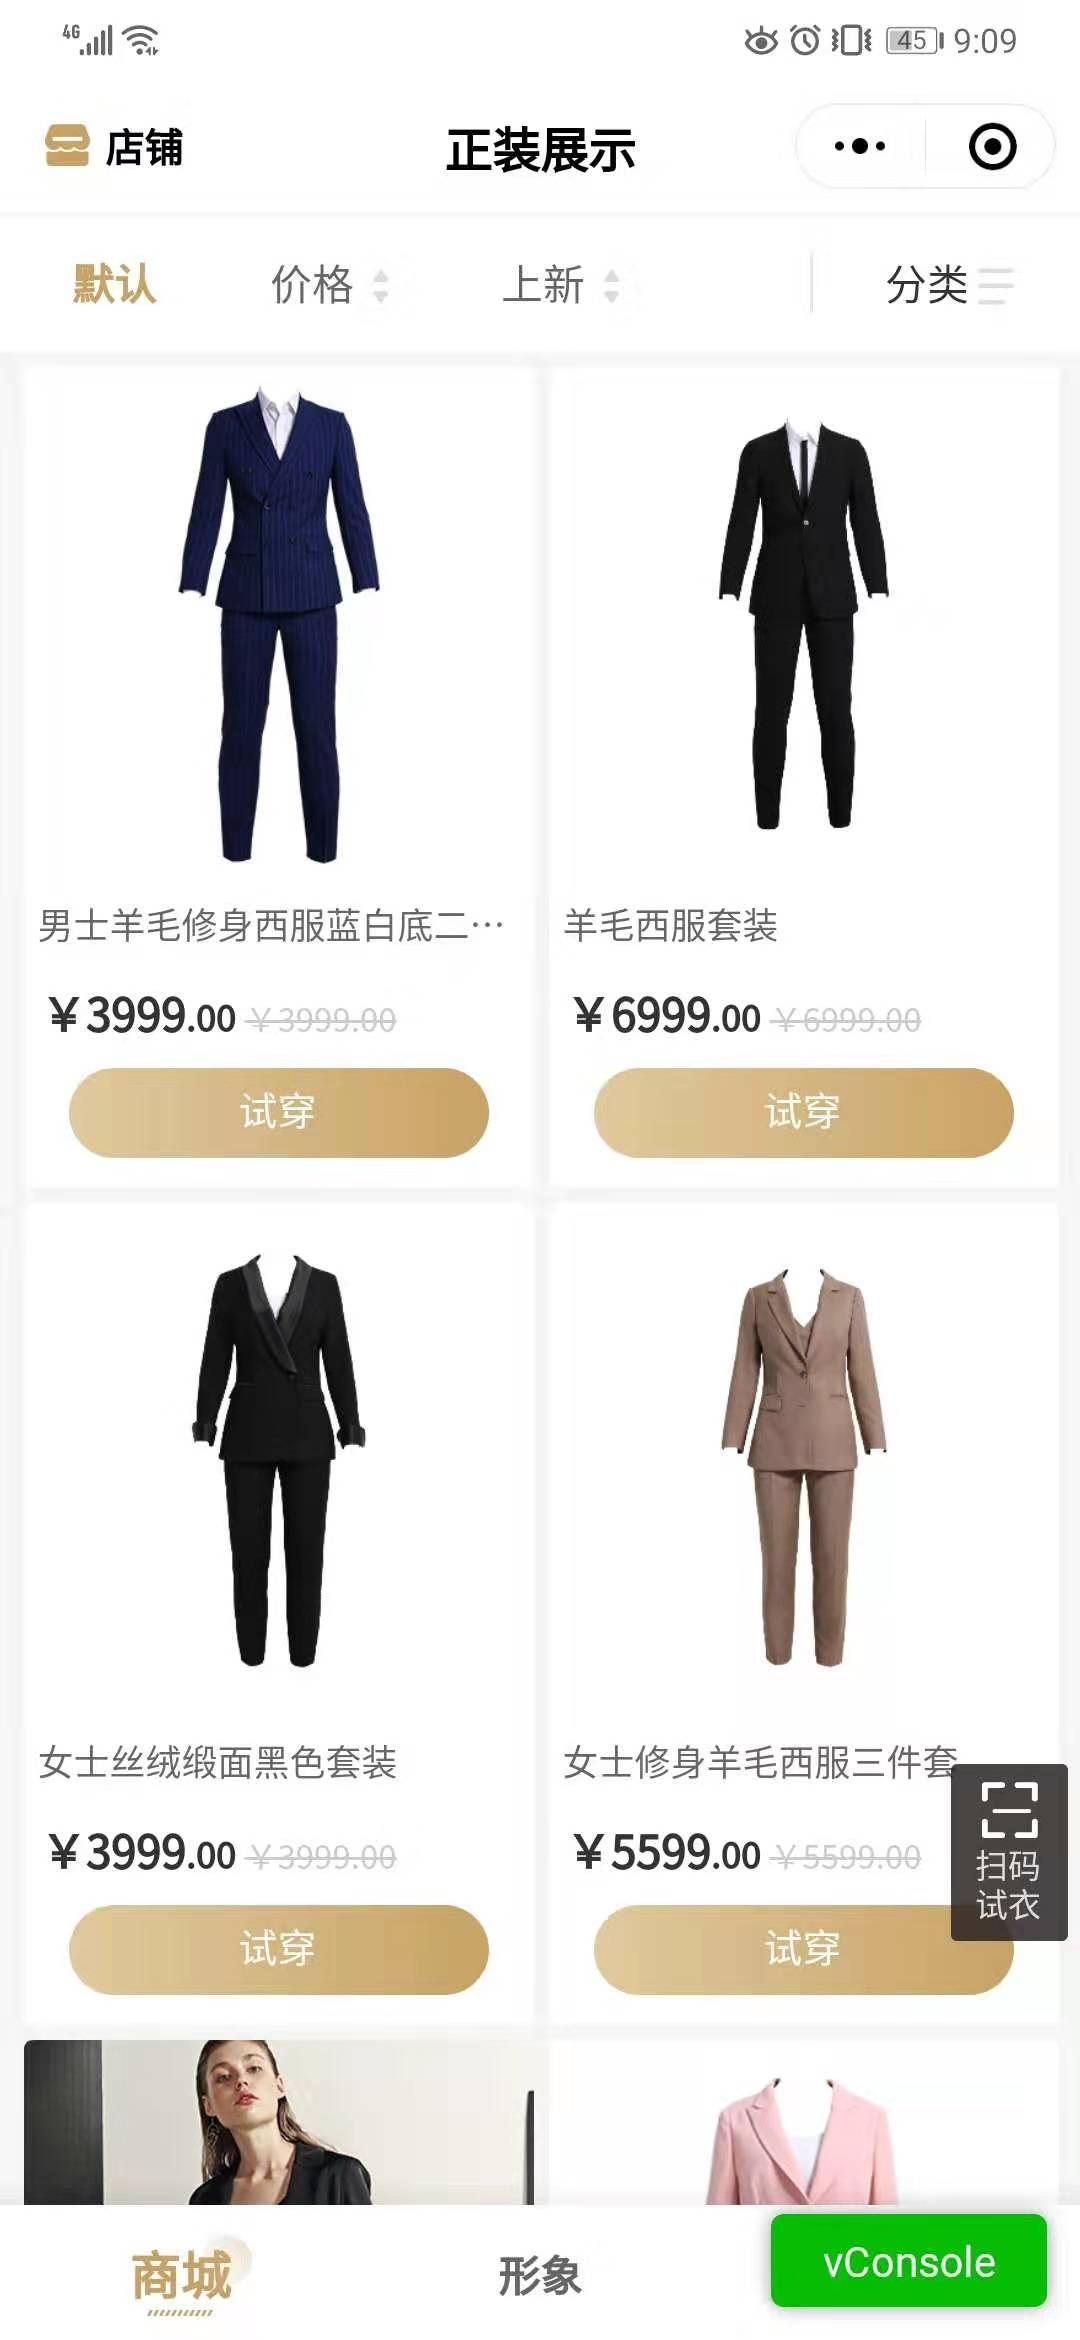 4G
45 9:09
店铺 正装展示
默认 价格 上新 分类
男士羊毛修身西服蓝白底二…
羊毛西服套装
￥3999.00 ￥3999.00
￥6999.00 ￥6999.00
试穿
试穿
女士丝绒缎面黑色套装
女士修身羊毛西服三件套
￥3999.00 ￥3999.00
￥5599.00 ￥5599.00
扫码
试衣
试穿
试穿
商城 形象 vConsole